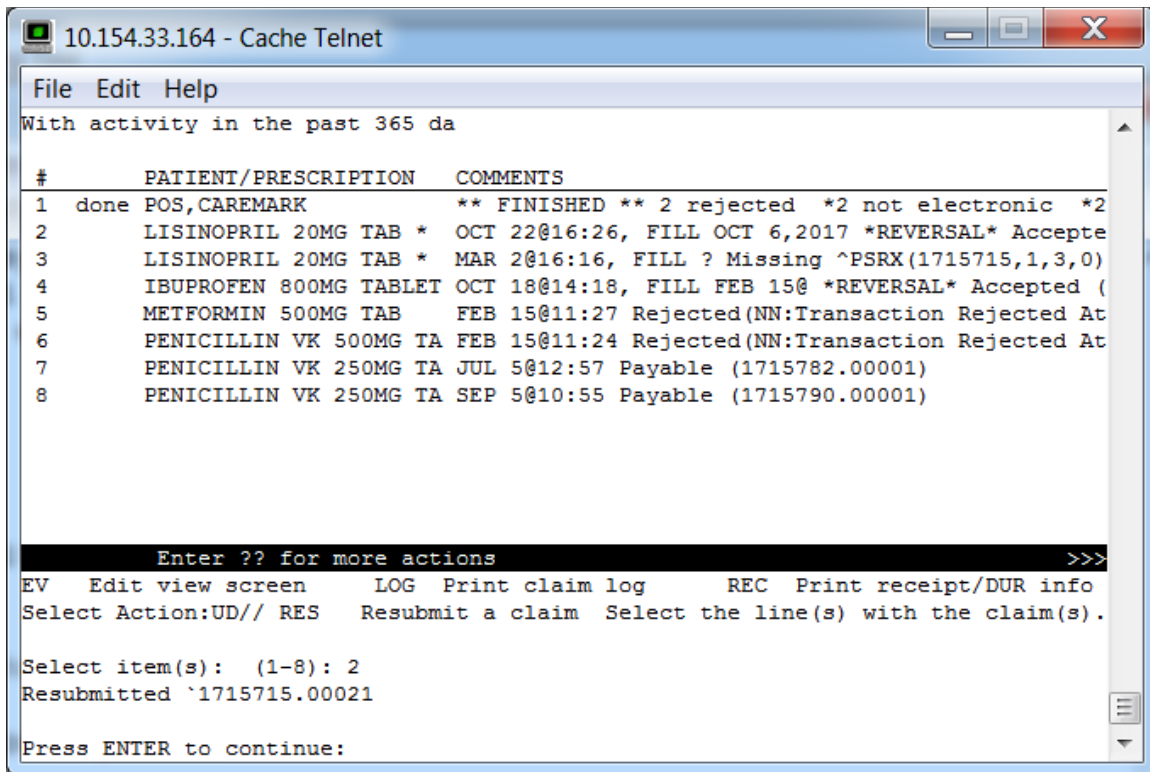 10.154.33.164 - Cache Telnet
File Edit Help
With activity in the past 365 da
# PATIENT/PRESCRIPTION COMMENTS
1 done POS,CAREMARK ** FINISHED ** 2 rejected *2 not electronic *2
2 LISINOPRIL 20MG TAB * OCT 22@16:26, FILL OCT 6,2017 *REVERSAL* Accepte
3 LISINOPRIL 20MG TAB * MAR 2@16:16, FILL ? Missing ^PSRX(1715715,1,3,0)
4 IBUPROFEN 800MG TABLET OCT 18@14:18, FILL FEB 15@ *REVERSAL* Accepted (
5 METFORMIN 500MG TAB FEB 15@11:27 Rejected(NN:Transaction Rejected At
6 PENICILLIN VK 500MG TA FEB 15@11:24 Rejected(NN:Transaction Rejected At
7 PENICILLIN VK 250MG TA JUL 5@12:57 Payable (1715782.00001)
8 PENICILLIN VK 250MG TA SEP 5@10:55 Payable (1715790.00001)
Enter ?? for more actions >>>
EV Edit view screen LOG Print claim log REC Print receipt/DUR info
Select Action:UD// RES Resubmit a claim Select the line(s) with the claim(s).
Select item(s): (1-8): 2
Resubmitted `1715715.00021
Press ENTER to continue: